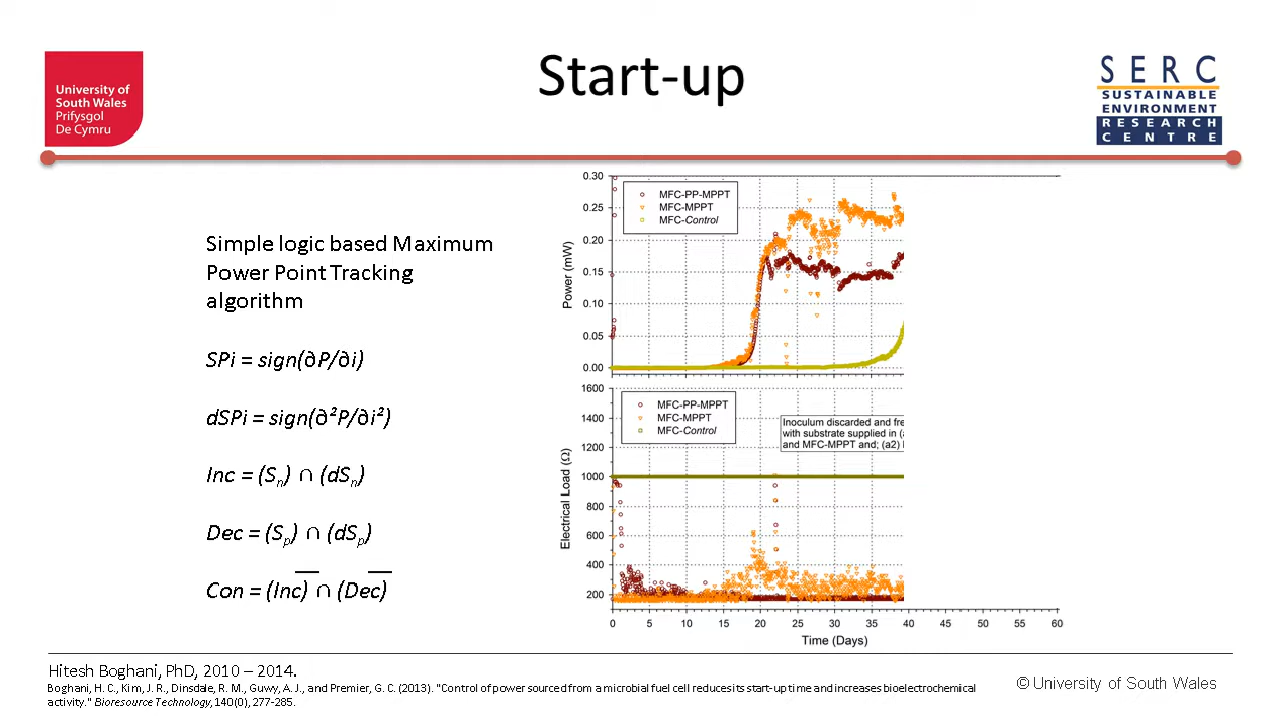 Start-up
University of
South Wales
Prifysgol
De Cymru
SERC
SUSTAINABLE
ENVIRONMENT
RESEARCH
CENTRE
Simple logic based Maximum
Power Point Tracking
algorithm
SPi = sign(∂P/∂i)
dSPi = sign(∂²P/∂i²)
Inc = (Sn) ∩ (dSn)
Dec = (Sp) ∩ (dSp)
Con = (Inc) ∩ (Dec)
0.30
0.25
0.20
0.15
0.10
0.05
0.00
Power (mW)
MFC-PP-MPPT
MFC-MPPT
MFC-Control
1600
1400
1200
1000
800
600
400
200
Electrical Load (Ω)
MFC-PP-MPPT
MFC-MPPT
MFC-Control
Inoculum discarded and fre
with substrate supplied in (a
and MFC-MPPT and; (a2)
0 5 10 15 20 25 30 35 40 45 50 55 60
Time (Days)
Hitesh Boghani, PhD, 2010 – 2014.
Boghani, H. C., Kim, J. R., Dinsdale, R. M., Guwy, A. J., and Premier, G. C. (2013). "Control of power sourced from a microbial fuel cell reduces its start-up time and increases bioelectrochemical
activity." Bioresource Technology, 140(0), 277-285.
© University of South Wales